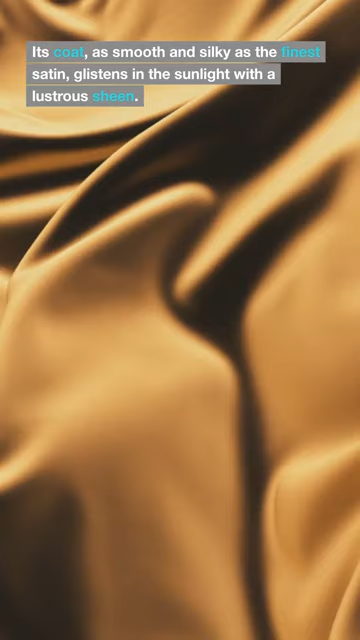 Its coat, as smooth and silky as the finest
satin, glistens in the sunlight with a
lustrous sheen.